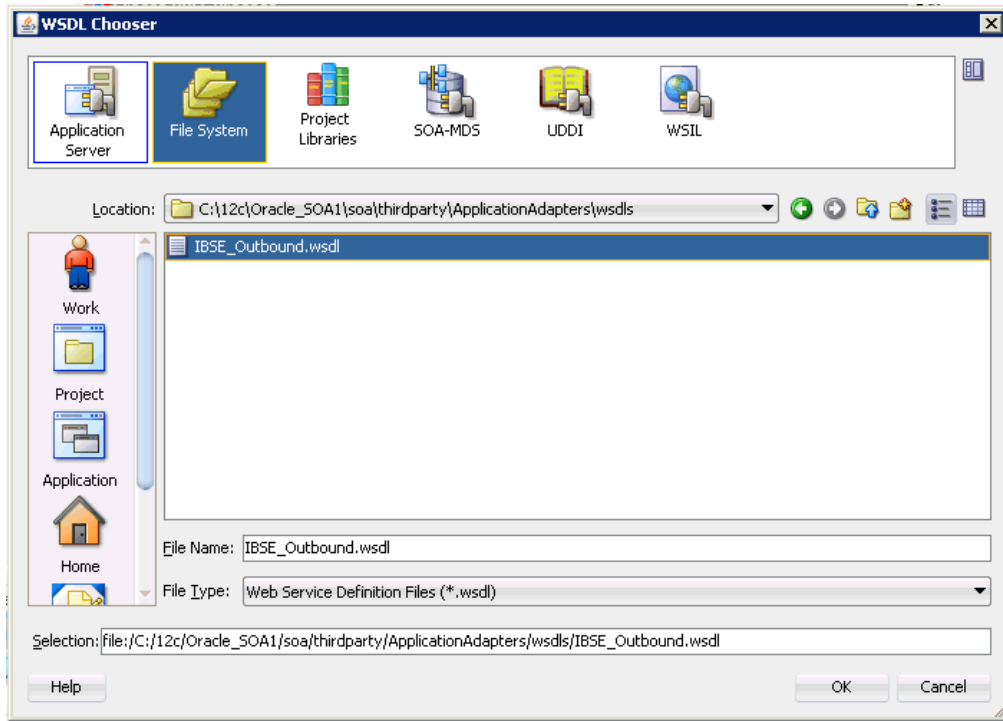 WSDL Chooser
Application Server
File System
Project Libraries
SOA-MDS
UDDI
WSIL
Location: C:\12c\Oracle_SOA1\soa\thirdparty\ApplicationAdapters\wsdls
IBSE_Outbound.wsdl
Work
Project
Application
Home
File Name: IBSE_Outbound.wsdl
File Type: Web Service Definition Files (*.wsdl)
Selection: file:/C:/12c/Oracle_SOA1/soa/thirdparty/ApplicationAdapters/wsdls/IBSE_Outbound.wsdl
Help
OK
Cancel